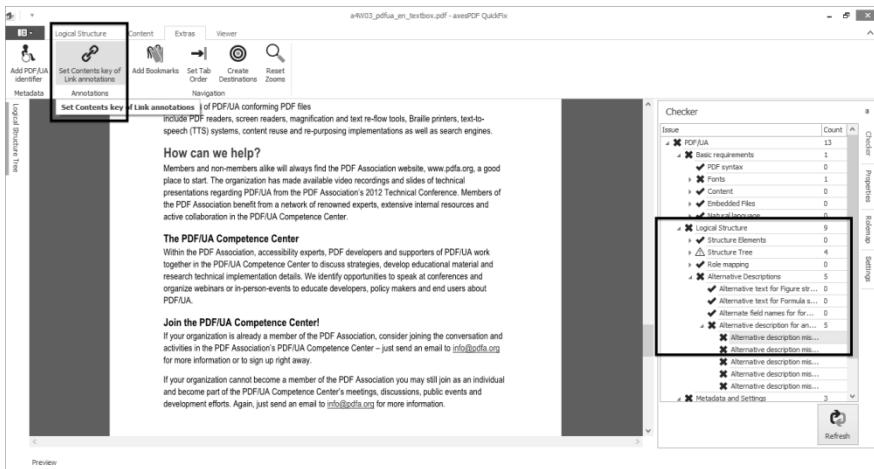 a4W03_pdfua_en_textbox.pdf - axesPDF QuickFix
Logical Structure Content Extras Viewer
Add PDF/UA identifier
Set Contents key of Link annotations
Add Bookmarks
Set Tab Order
Create Destinations
Reset Zooms
Metadata
Annotations
Navigation
Set Contents key of Link annotations
Logical Structure Tree
of PDF/UA conforming PDF files
include PDF readers, screen readers, magnification and text re-flow tools, Braille printers, text-to-
speech (TTS) systems, content reuse and re-purposing implementations as well as search engines.
How can we help?
Members and non-members alike will always find the PDF Association website, www.pdfa.org, a good
place to start. The organization has made available video recordings and slides of technical
presentations regarding PDF/UA from the PDF Association's 2012 Technical Conference. Members of
the PDF Association benefit from a network of renowned experts, extensive internal resources and
active collaboration in the PDF/UA Competence Center.
The PDF/UA Competence Center
Within the PDF Association, accessibility experts, PDF developers and supporters of PDF/UA work
together in the PDF/UA Competence Center to discuss strategies, develop educational material and
research technical implementation details. We identify opportunities to speak at conferences and
organize webinars or in-person-events to educate developers, policy makers and end users about
PDF/UA.
Join the PDF/UA Competence Center!
If your organization is already a member of the PDF Association, consider joining the conversation and
activities in the PDF Association's PDF/UA Competence Center – just send an email to info@pdfa.org
for more information or to sign up right away.
If your organization cannot become a member of the PDF Association you may still join as an individual
and become part of the PDF/UA Competence Center's meetings, discussions, public events and
development efforts. Again, just send an email to info@pdfa.org for more information.
Preview
Checker
Issue Count
PDF/UA 13
Basic requirements 1
PDF syntax 0
Fonts 1
Content 0
Embedded Files 0
Natural language 0
Logical Structure 9
Structure Elements 0
Structure Tree 4
Role mapping 0
Alternative Descriptions 5
Alternative text for Figure str... 0
Alternative text for Formula s... 0
Alternate field names for for... 0
Alternative description for an... 5
Alternative description mis...
Alternative description mis...
Alternative description mis...
Alternative description mis...
Alternative description mis...
Metadata and Settings 3
Refresh
Checker
Properties
Rolemap
Settings